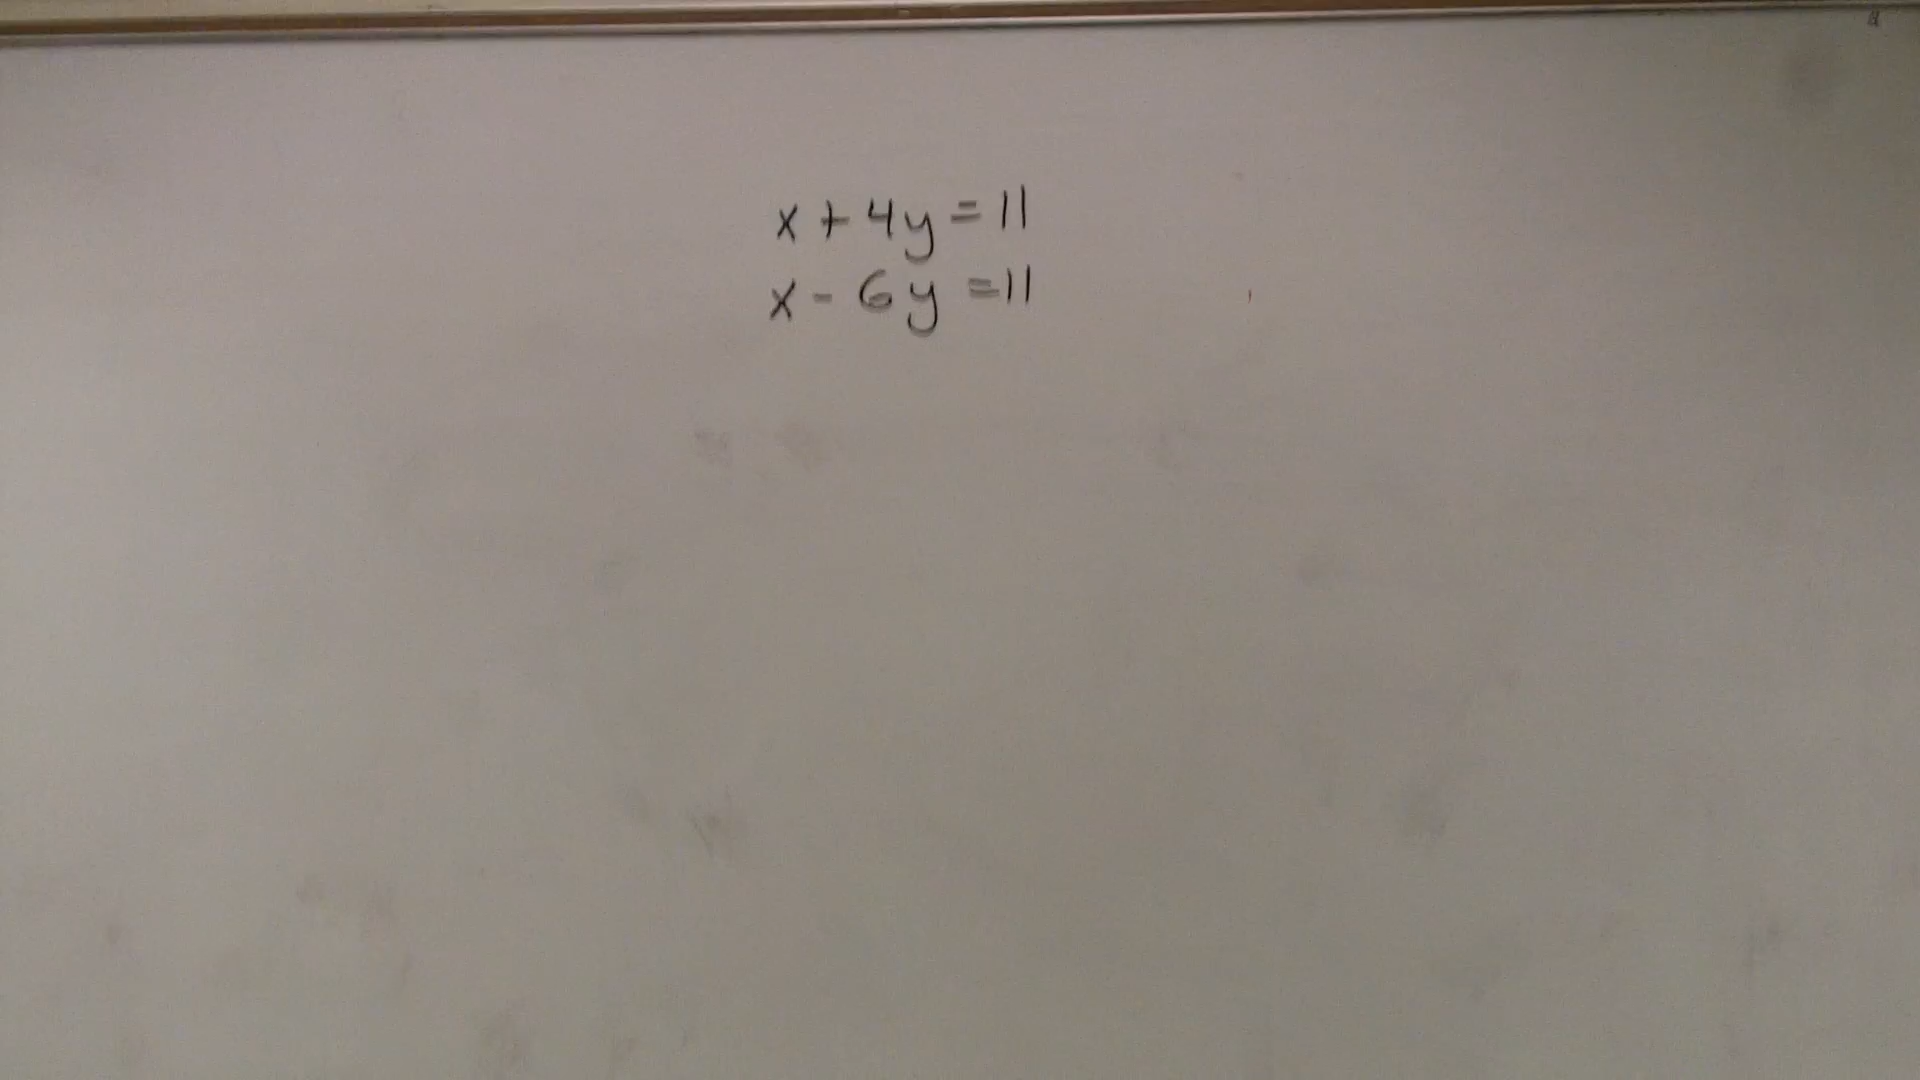 x + 4y = 11
x - 6y = 11